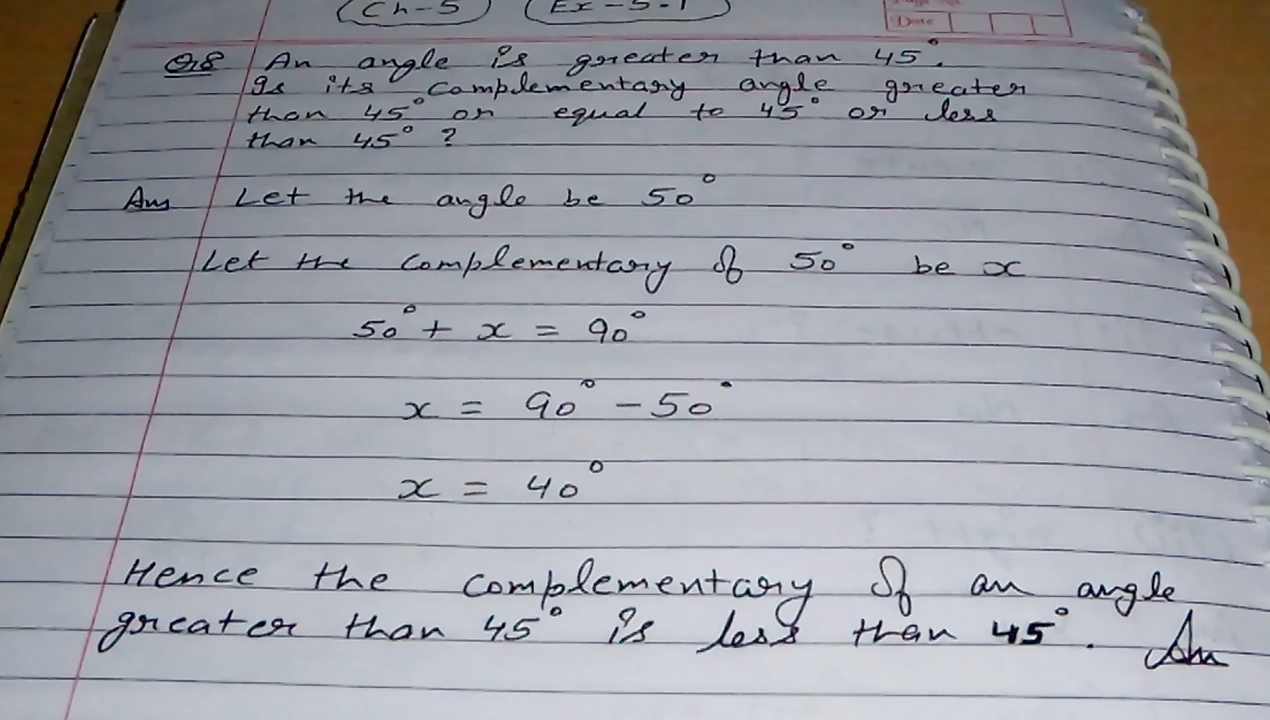 (Ch-5) (Ex-5.1)
Date
Q.8 An angle is greater than 45°.
Is its complementary angle greater
than 45° or equal to 45° or less
than 45° ?
Ans Let the angle be 50°
Let the complementary of 50° be x
50° + x = 90°
x = 90° - 50°
x = 40°
Hence the complementary of an angle
greater than 45° is less than 45°. Ans